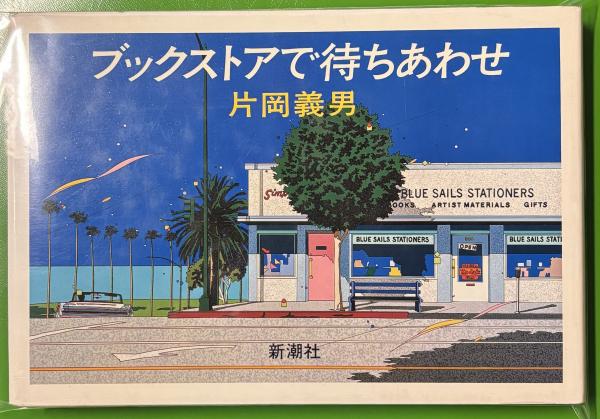 ブックストアで待ちあわせ
片岡義男
BLUE SAILS STATIONERS
OOKS ARTIST MATERIALS GIFTS
BLUE SAILS STATIONERS
OPEN
BLUE SAILS STATI
新潮社